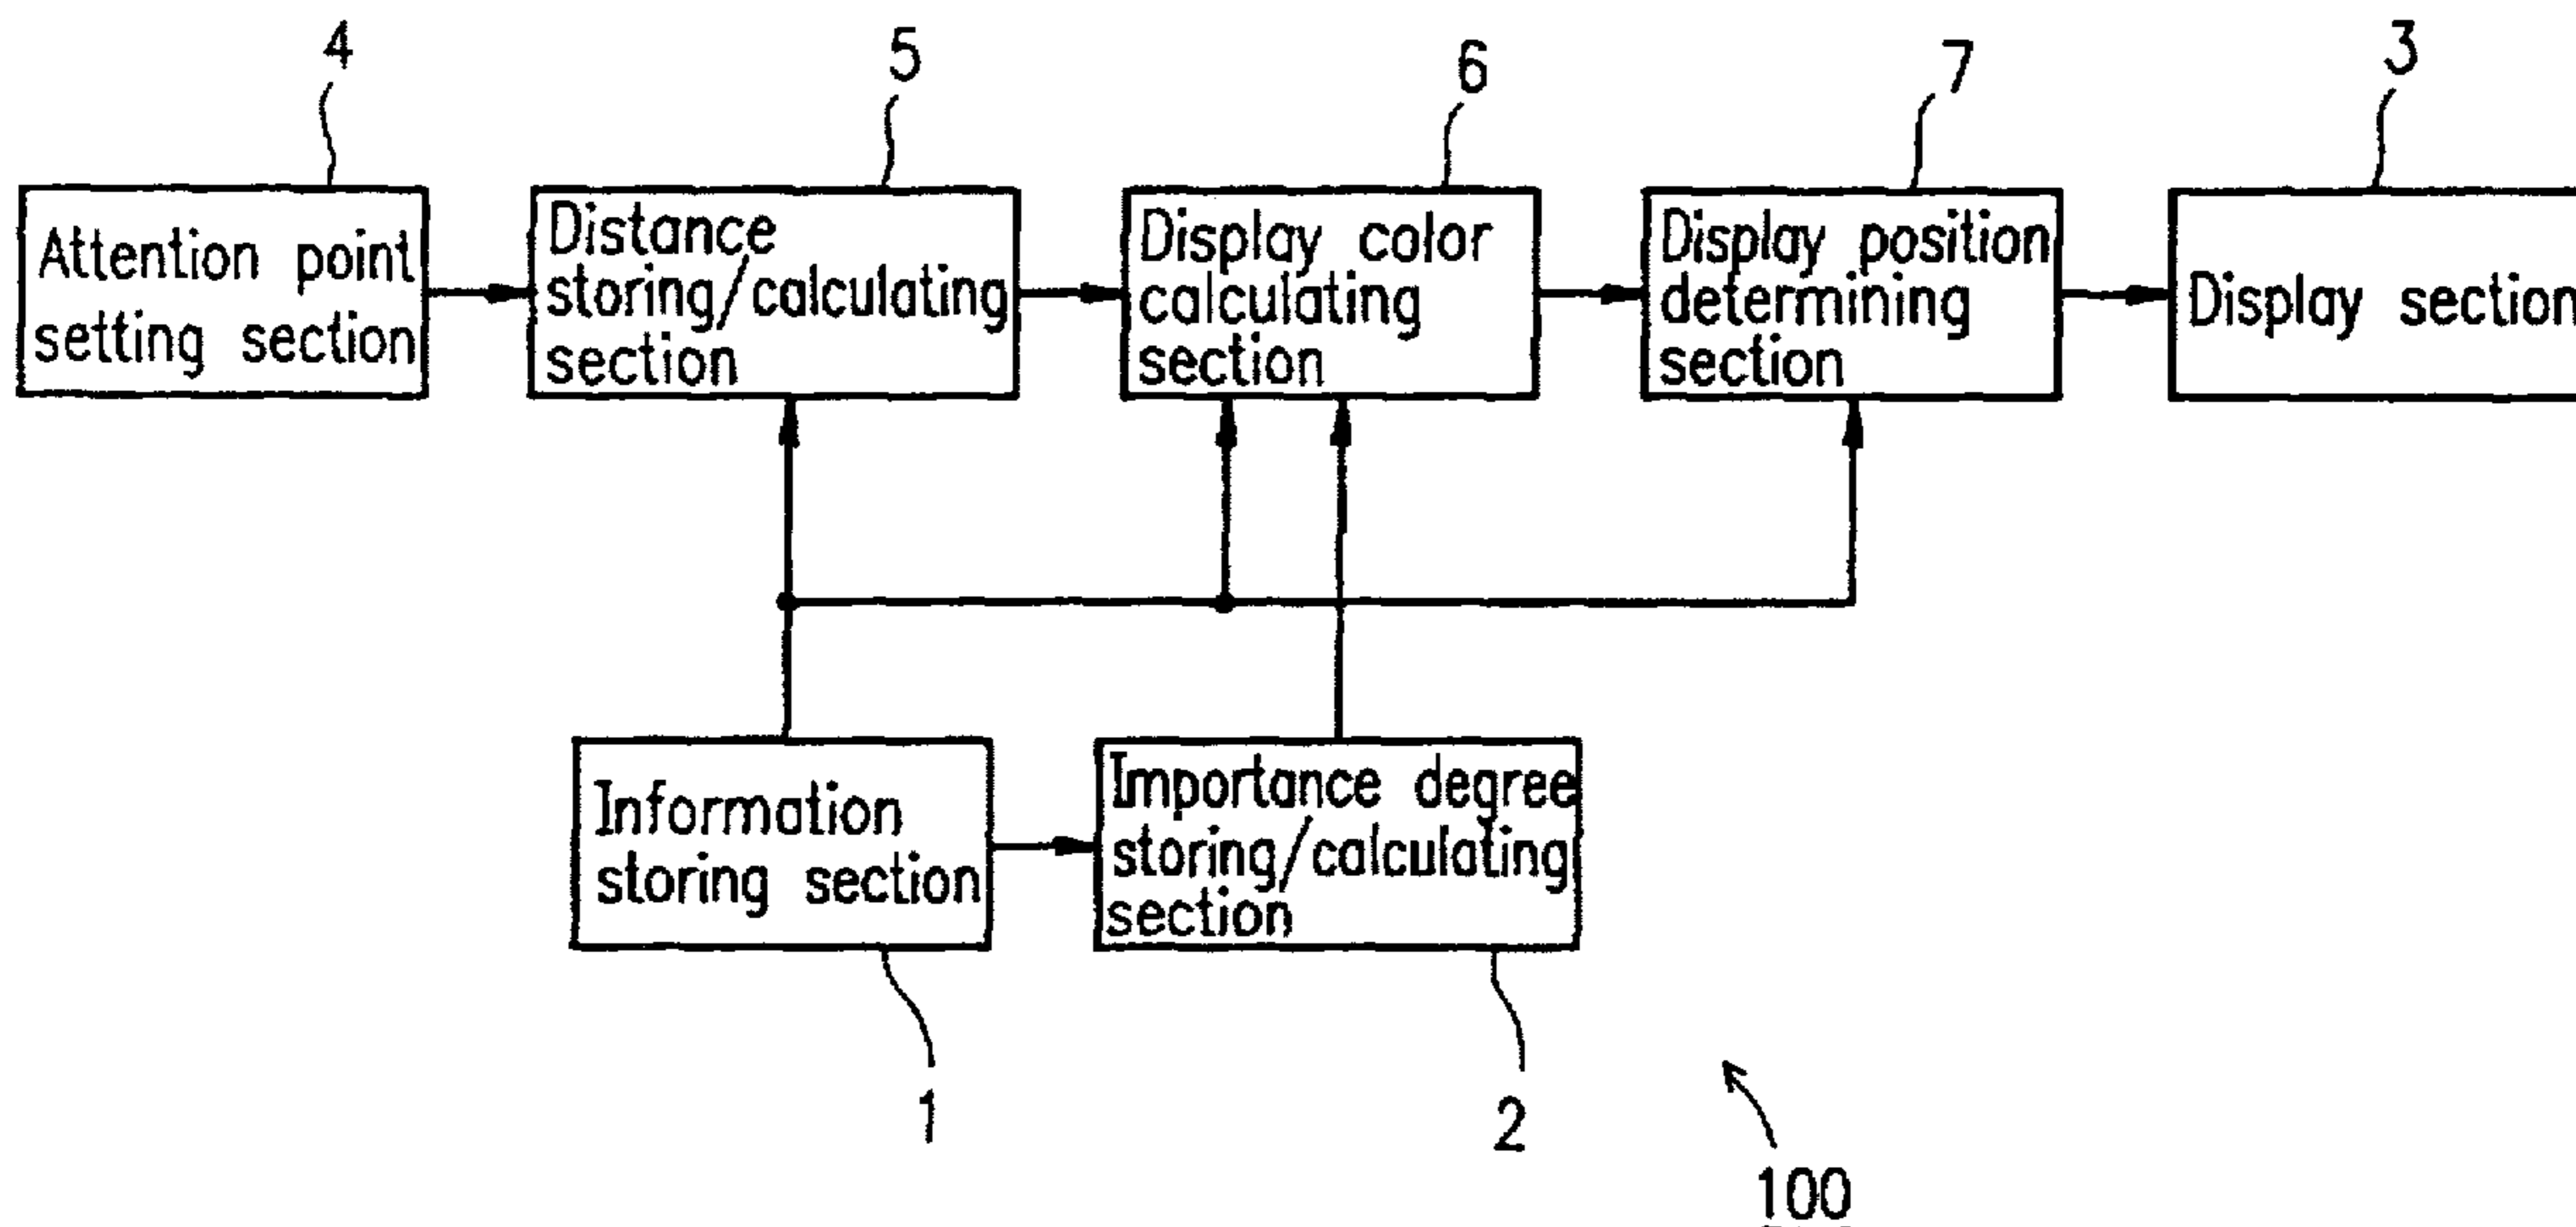 4
5
6
7
3
Attention point
setting section
Distance
storing/calculating
section
Display color
calculating
section
Display position
determining
section
Display section
Information
storing section
Importance degree
storing/calculating
section
1
2
100